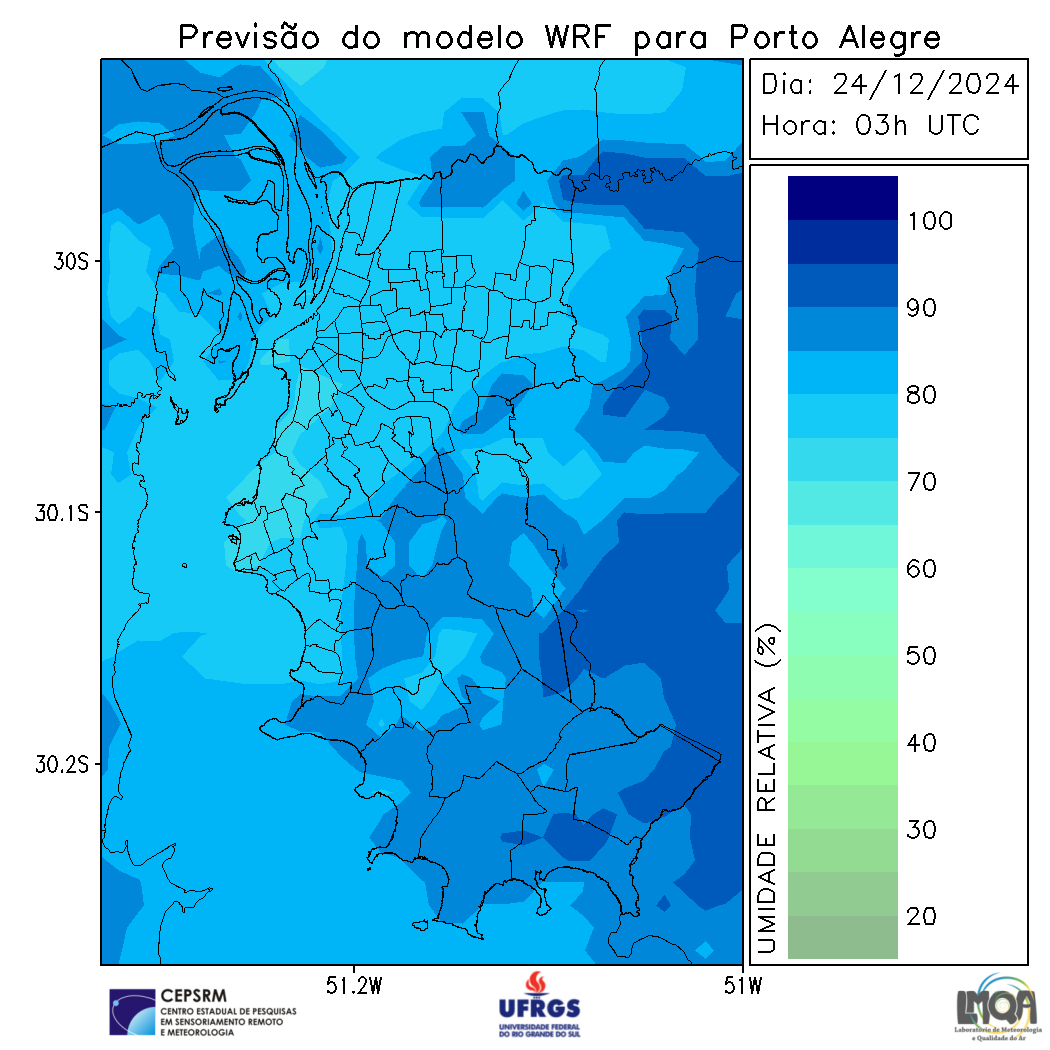 Previsão do modelo WRF para Porto Alegre
Dia: 24/12/2024
Hora: 03h UTC
100
90
80
70
60
50
40
30
20
UMIDADE RELATIVA (%)
30S
30.1S
30.2S
51.2W
51W
CEPSRM
CENTRO ESTADUAL DE PESQUISAS
EM SENSORIAMENTO REMOTO
E METEOROLOGIA
UFRGS
UNIVERSIDADE FEDERAL
DO RIO GRANDE DO SUL
LMQA
Laboratório de Meteorologia
e Qualidade do Ar